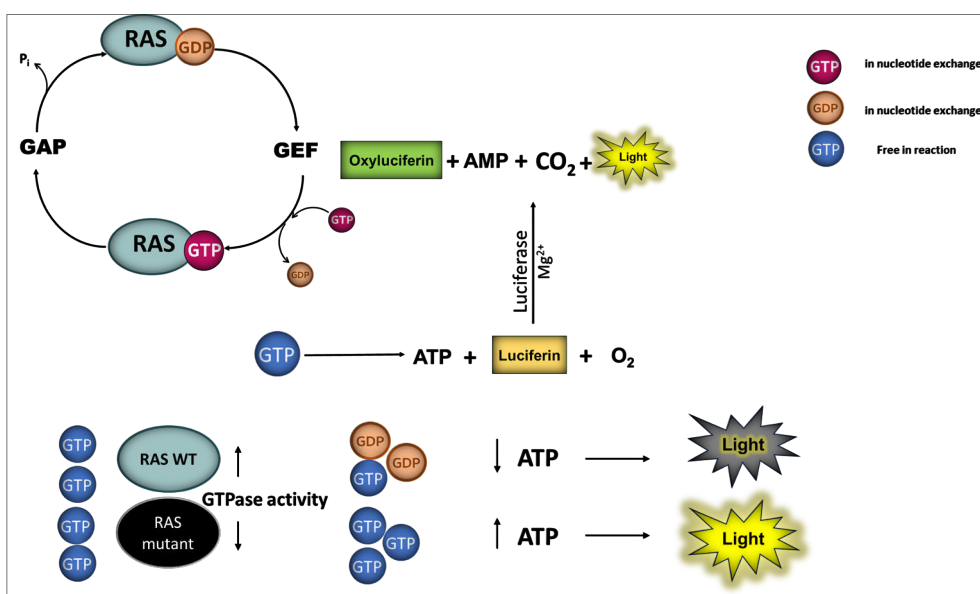 RAS
GDP
Pi
GAP
GEF
RAS
GTP
GTP
GDP
GTP
in nucleotide exchange
GDP
in nucleotide exchange
GTP
Free in reaction
Oxyluciferin + AMP + CO2 + Light
Luciferase
Mg2+
GTP
ATP + Luciferin + O2
GTP
GTP
GTP
GTP
RAS WT
GTPase activity
RAS
mutant
GDP
GDP
GTP
ATP
Light
GTP
GTP
GTP
ATP
Light